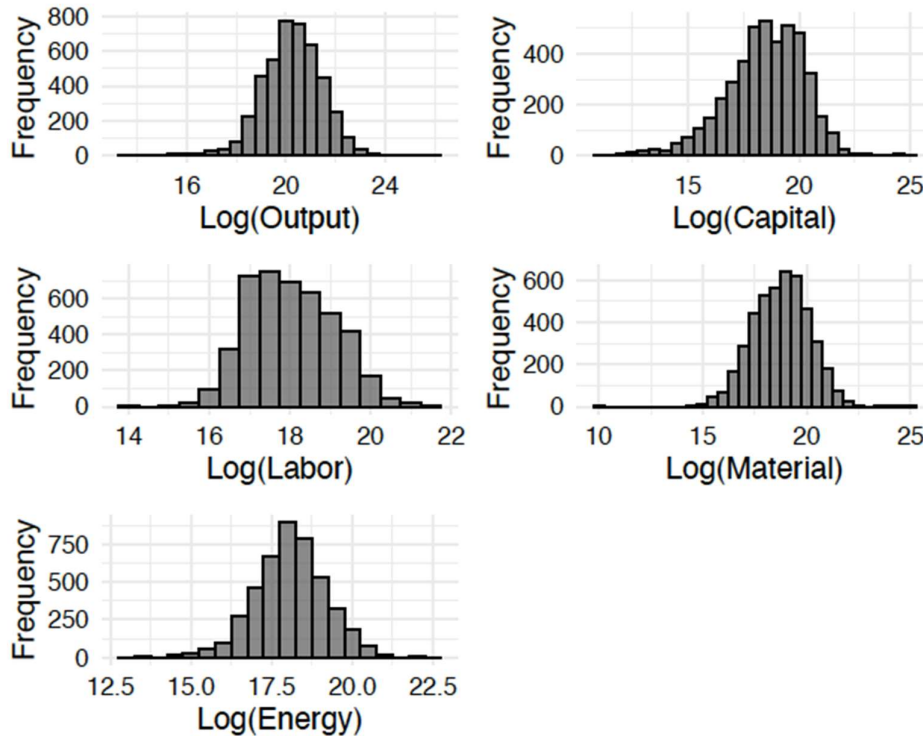 Frequency
800
600
400
200
0
16 20 24
Log(Output)
Frequency
400
200
0
15 20 25
Log(Capital)
Frequency
600
400
200
0
14 16 18 20 22
Log(Labor)
Frequency
600
400
200
0
10 15 20 25
Log(Material)
Frequency
750
500
250
0
12.5 15.0 17.5 20.0 22.5
Log(Energy)